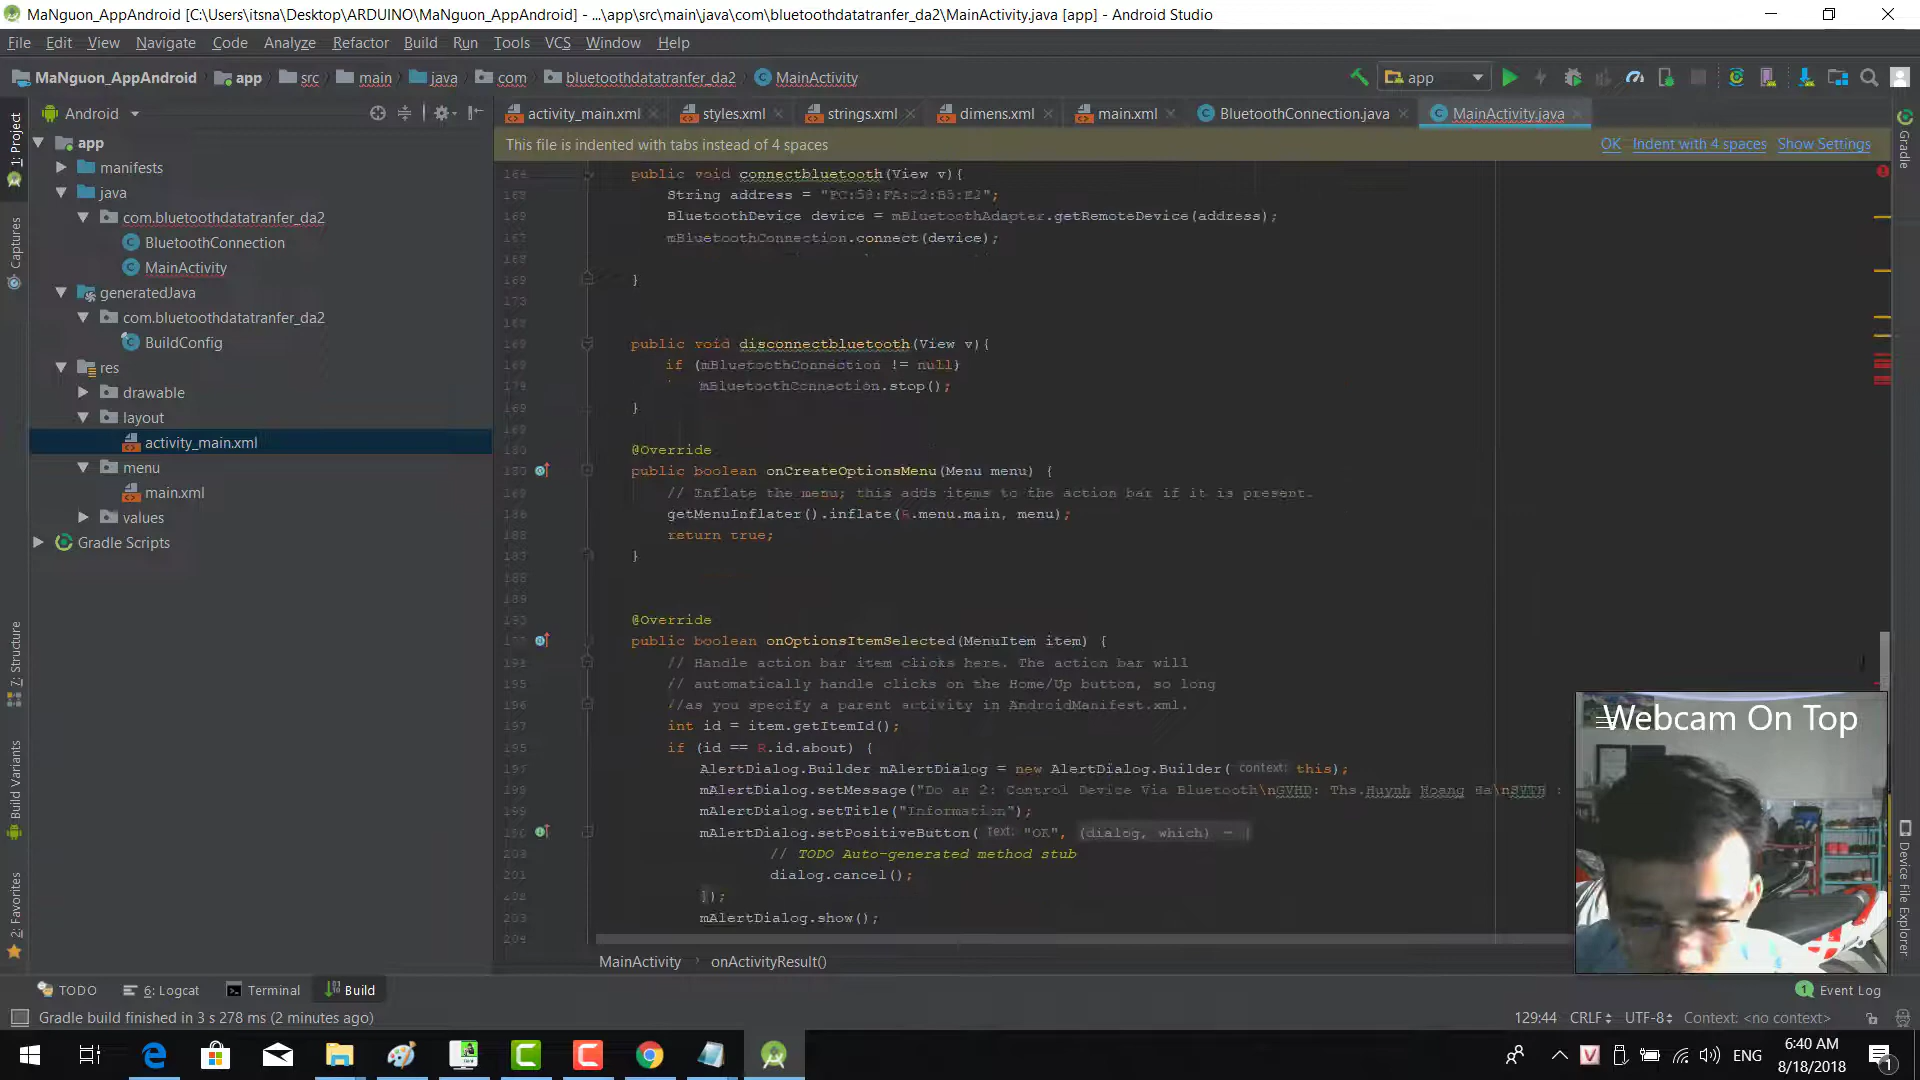 MaNguon_AppAndroid [C:\Users\itsna\Desktop\ARDUINO\MaNguon_AppAndroid] - ...\app\src\main\java\com\bluetoothdatatranfer_da2\MainActivity.java [app] - Android Studio
File Edit View Navigate Code Analyze Refactor Build Run Tools VCS Window Help
MaNguon_AppAndroid app src main java com bluetoothdatatranfer_da2 MainActivity app
Android activity_main.xml styles.xml strings.xml dimens.xml main.xml BluetoothConnection.java MainActivity.java
This file is indented with tabs instead of 4 spaces OK Indent with 4 spaces Show Settings
1: Project
Captures
7: Structure
Build Variants
2: Favorites
app
manifests
java
com.bluetoothdatatranfer_da2
BluetoothConnection
MainActivity
generatedJava
com.bluetoothdatatranfer_da2
BuildConfig
res
drawable
layout
activity_main.xml
menu
main.xml
values
Gradle Scripts
public void connectbluetooth(View v){
String address =
BluetoothDevice device = mBluetoothAdapter.getRemoteDevice(address);
mBluetoothConnection.connect(device);
}
public void disconnectbluetooth(View v){
if (mBluetoothConnection != null)
mBluetoothConnection.stop();
}
@Override
public boolean onCreateOptionsMenu(Menu menu) {
// Inflate the menu; this adds items to the action bar if it is present.
getMenuInflater().inflate(R.menu.main, menu);
return true;
}
@Override
public boolean onOptionsItemSelected(MenuItem item) {
// Handle action bar item clicks here. The action bar will
// automatically handle clicks on the Home/Up button, so long
//as you specify a parent activity in AndroidManifest.xml.
int id = item.getItemId();
if (id == R.id.about) {
AlertDialog.Builder mAlertDialog = new AlertDialog.Builder( context: this);
mAlertDialog.setMessage("Do an 2: Control Device Via Bluetooth\nGVHD: Ths.Huynh Hoang Ha\nSVTH :
mAlertDialog.setTitle("Information");
mAlertDialog.setPositiveButton( text: "OK", (dialog, which) →
// TODO Auto-generated method stub
dialog.cancel();
});
mAlertDialog.show();
Gradle
Device File Explorer
Webcam On Top
MainActivity onActivityResult()
TODO 6: Logcat Terminal Build 1 Event Log
Gradle build finished in 3 s 278 ms (2 minutes ago) 129:44 CRLF UTF-8 Context: <no context>
V ENG 6:40 AM
8/18/2018 1